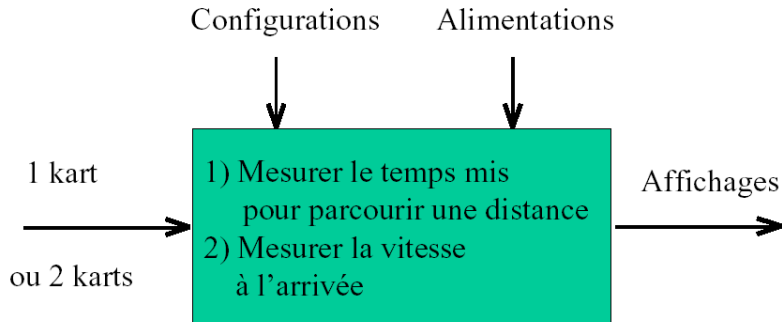 Configurations
Alimentations
1 kart
ou 2 karts
1) Mesurer le temps mis
pour parcourir une distance
2) Mesurer la vitesse
à l’arrivée
Affichages